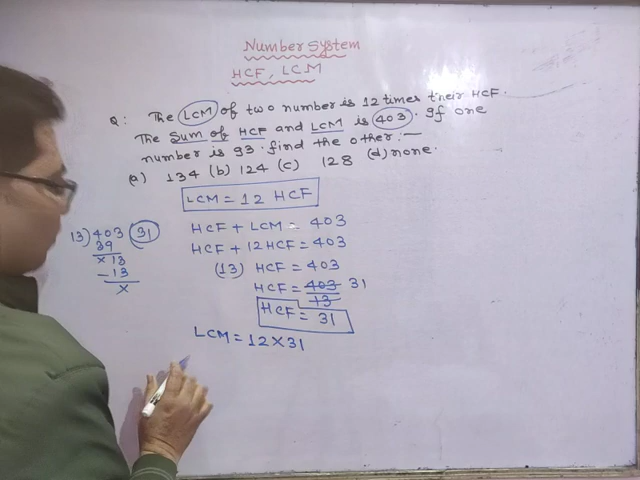 Number System
HCF, LCM
Q: The LCM of two number is 12 times their HCF.
The Sum of HCF and LCM is 403. If one
number is 93. find the other :-
(a) 134 (b) 124 (c) 128 (d) none.
LCM = 12 HCF
HCF + LCM = 403
HCF + 12 HCF = 403
(13) HCF = 403
HCF = 403 31
13
HCF = 31
LCM = 12 × 31
13) 403 (31
39
× 13
- 13
×